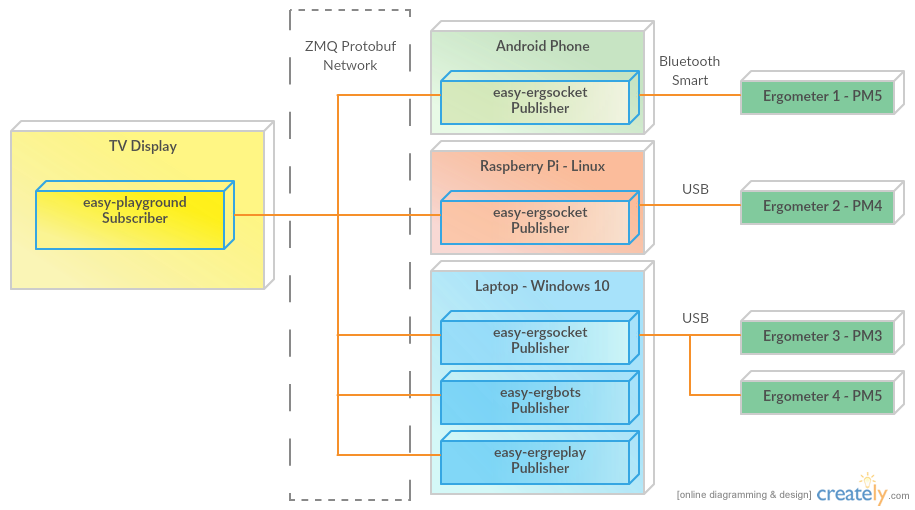 ZMQ Protobuf
Network
Android Phone
easy-ergsocket
Publisher
Bluetooth
Smart
Ergometer 1 - PM5
TV Display
easy-playground
Subscriber
Raspberry Pi - Linux
easy-ergsocket
Publisher
USB
Ergometer 2 - PM4
Laptop - Windows 10
easy-ergsocket
Publisher
USB
Ergometer 3 - PM3
easy-ergbots
Publisher
Ergometer 4 - PM5
easy-ergreplay
Publisher
[online diagramming & design] creately.com